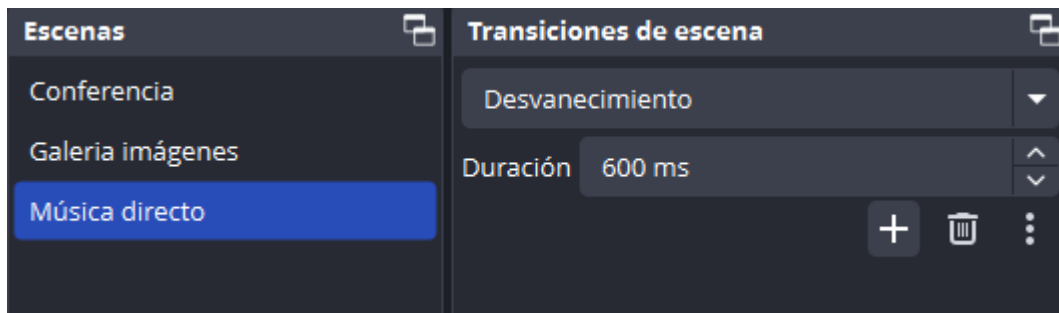 Escenas
Conferencia
Galeria imágenes
Música directo
Transiciones de escena
Desvanecimiento
Duración 600 ms